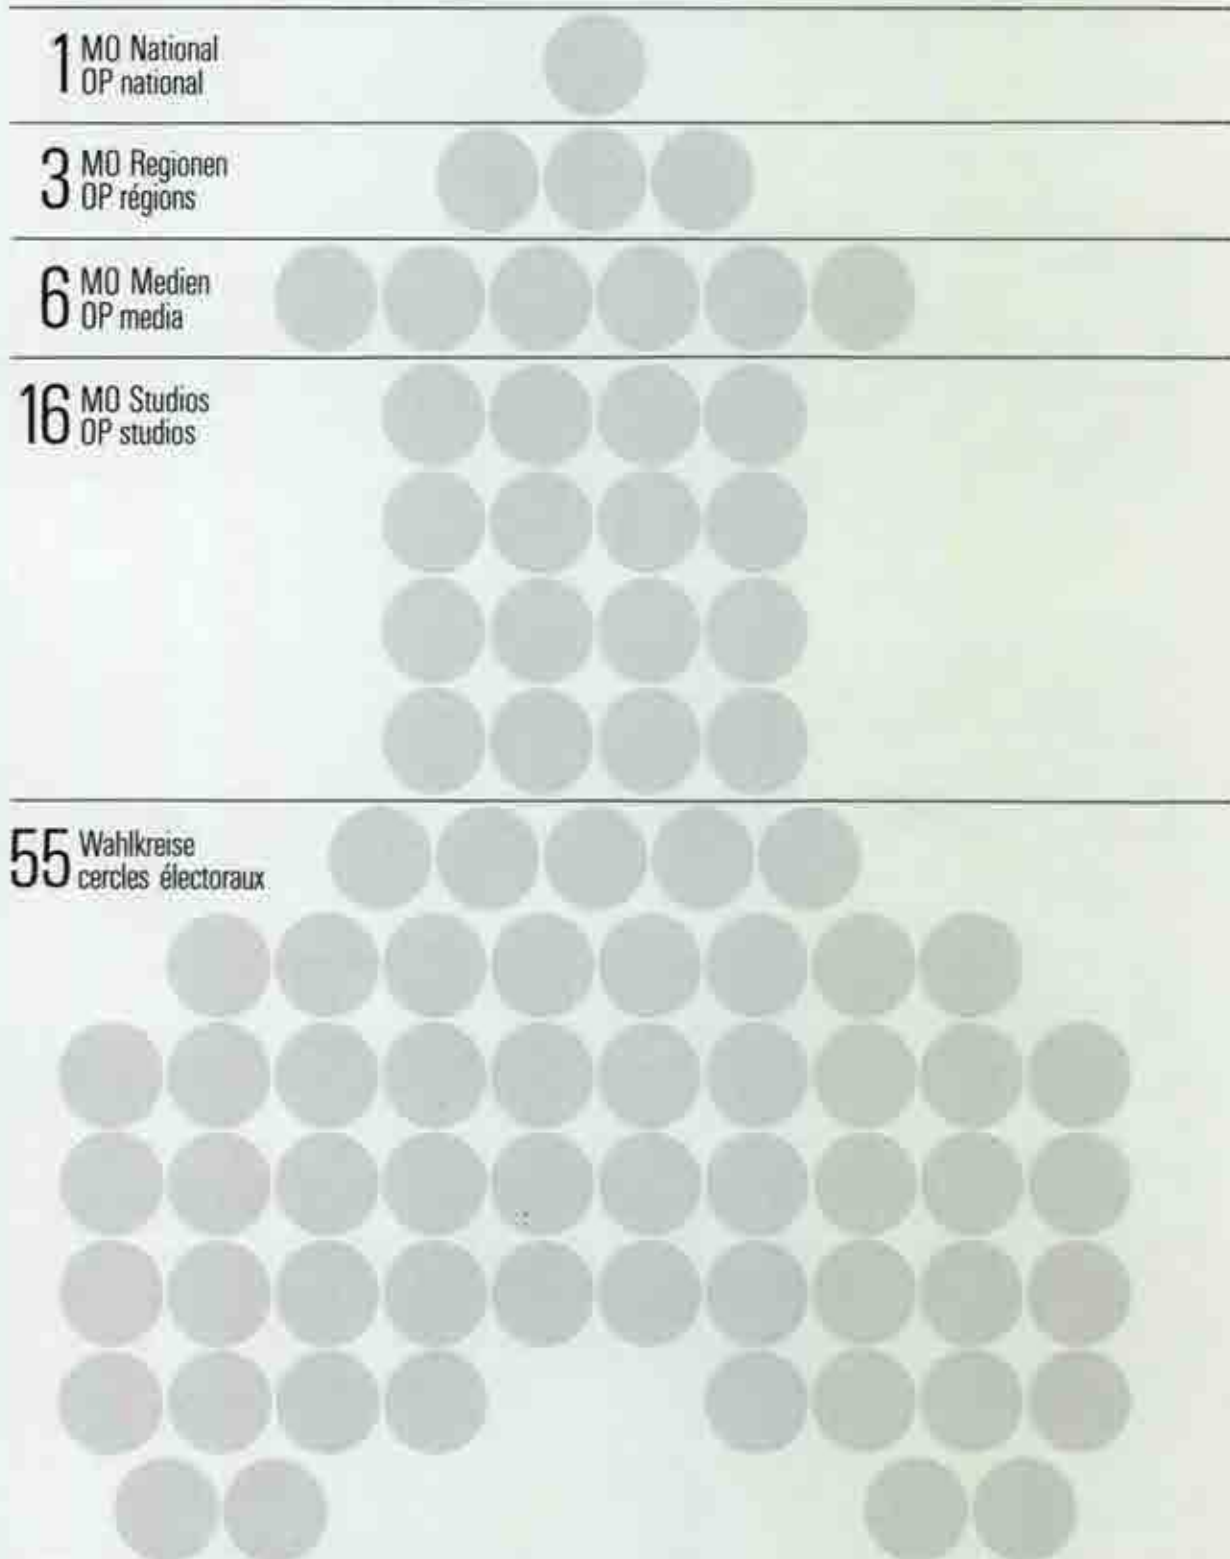 1 MO National
OP national
3 MO Regionen
OP régions
6 MO Medien
OP media
16 MO Studios
OP studios
55 Wahlkreise
cercles électoraux